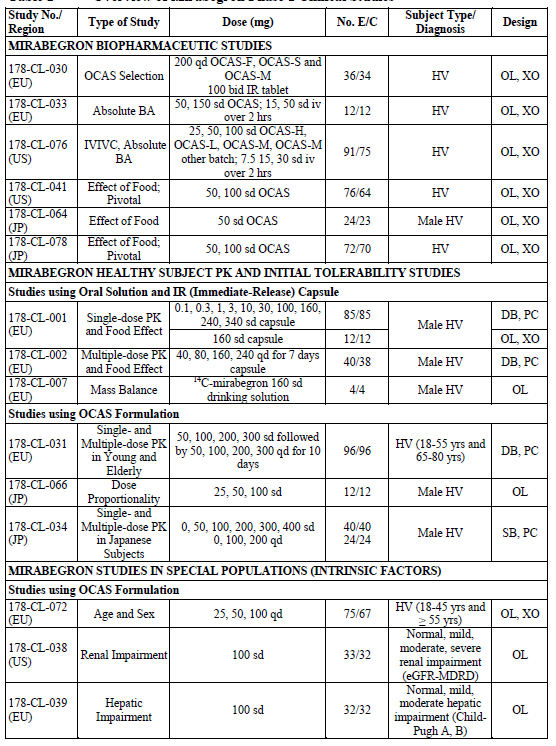 Study No./ Region | Type of Study | Dose (mg) | No. E/C | Subject Type/ Diagnosis | Design
MIRABEGRON BIOPHARMACEUTIC STUDIES
178-CL-030 (EU) | OCAS Selection | 200 qd OCAS-F, OCAS-S and OCAS-M 100 bid IR tablet | 36/34 | HV | OL, XO
178-CL-033 (EU) | Absolute BA | 50, 150 sd OCAS; 15, 50 sd iv over 2 hrs | 12/12 | HV | OL, XO
178-CL-076 (US) | IVIVC, Absolute BA | 25, 50, 100 sd OCAS-H, OCAS-L, OCAS-M, OCAS-M other batch; 7.5 15, 30 sd iv over 2 hrs | 91/75 | HV | OL, XO
178-CL-041 (US) | Effect of Food; Pivotal | 50, 100 sd OCAS | 76/64 | HV | OL, XO
178-CL-064 (JP) | Effect of Food | 50 sd OCAS | 24/23 | Male HV | OL, XO
178-CL-078 (JP) | Effect of Food; Pivotal | 50, 100 sd OCAS | 72/70 | HV | OL, XO
MIRABEGRON HEALTHY SUBJECT PK AND INITIAL TOLERABILITY STUDIES
Studies using Oral Solution and IR (Immediate-Release) Capsule
178-CL-001 (EU) | Single-dose PK and Food Effect | 0.1, 0.3, 1, 3, 10, 30, 100, 160, 240, 340 sd capsule | 85/85 | Male HV | DB, PC
160 sd capsule | 12/12 | OL, XO
178-CL-002 (EU) | Multiple-dose PK and Food Effect | 40, 80, 160, 240 qd for 7 days capsule | 40/38 | Male HV | DB, PC
178-CL-007 (EU) | Mass Balance | 14C-mirabegron 160 sd drinking solution | 4/4 | Male HV | OL
Studies using OCAS Formulation
178-CL-031 (EU) | Single- and Multiple-dose PK in Young and Elderly | 50, 100, 200, 300 sd followed by 50, 100, 200, 300 qd for 10 days | 96/96 | HV (18-55 yrs and 65-80 yrs) | DB, PC
178-CL-066 (JP) | Dose Proportionality | 25, 50, 100 sd | 12/12 | Male HV | OL
178-CL-034 (JP) | Single- and Multiple-dose PK in Japanese Subjects | 0, 50, 100, 200, 300, 400 sd 0, 100, 200 qd | 40/40 24/24 | Male HV | SB, PC
MIRABEGRON STUDIES IN SPECIAL POPULATIONS (INTRINSIC FACTORS)
Studies using OCAS Formulation
178-CL-072 (EU) | Age and Sex | 25, 50, 100 qd | 75/67 | HV (18-45 yrs and ≥ 55 yrs) | OL, XO
178-CL-038 (US) | Renal Impairment | 100 sd | 33/32 | Normal, mild, moderate, severe renal impairment (eGFR-MDRD) | OL
178-CL-039 (EU) | Hepatic Impairment | 100 sd | 32/32 | Normal, mild, moderate hepatic impairment (Child-Pugh A, B) | OL